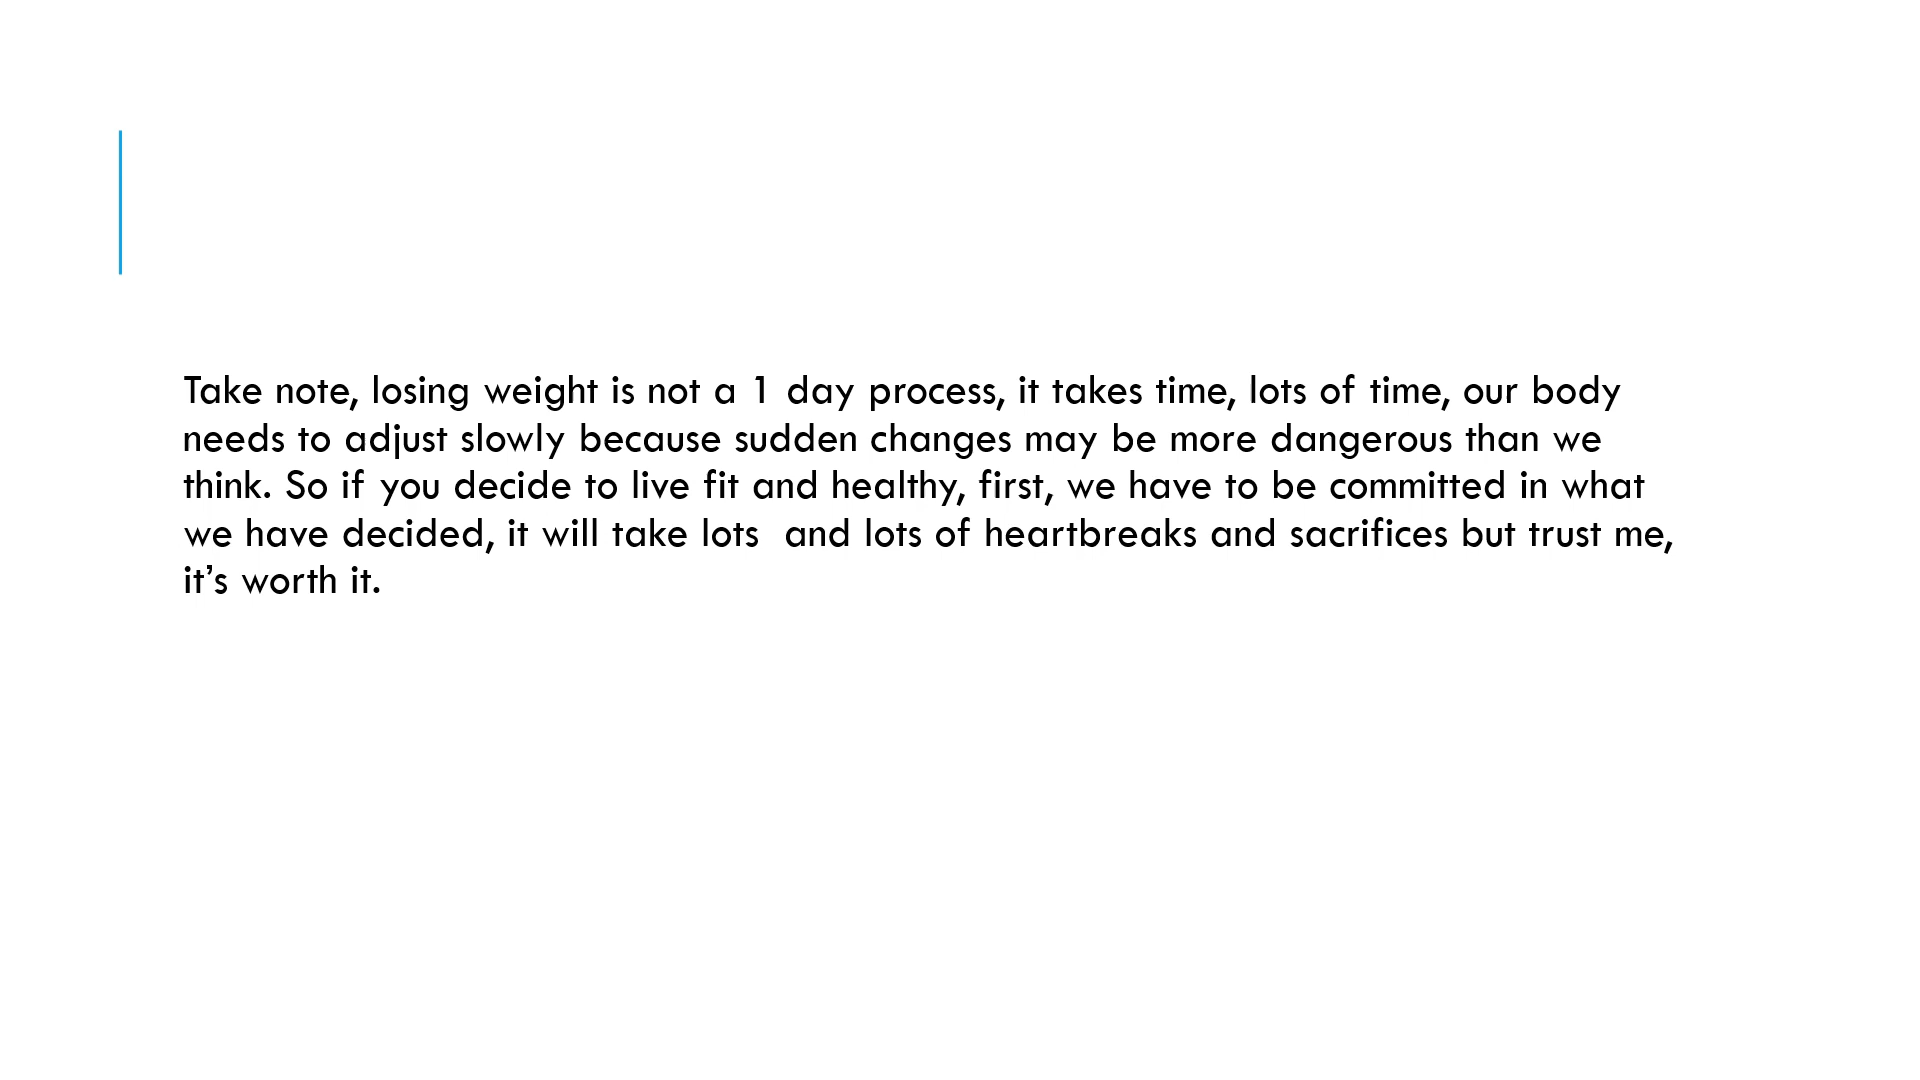 Take note, losing weight is not a 1 day process, it takes time, lots of time, our body
needs to adjust slowly because sudden changes may be more dangerous than we
think. So if you decide to live fit and healthy, first, we have to be committed in what
we have decided, it will take lots  and lots of heartbreaks and sacrifices but trust me,
it’s worth it.